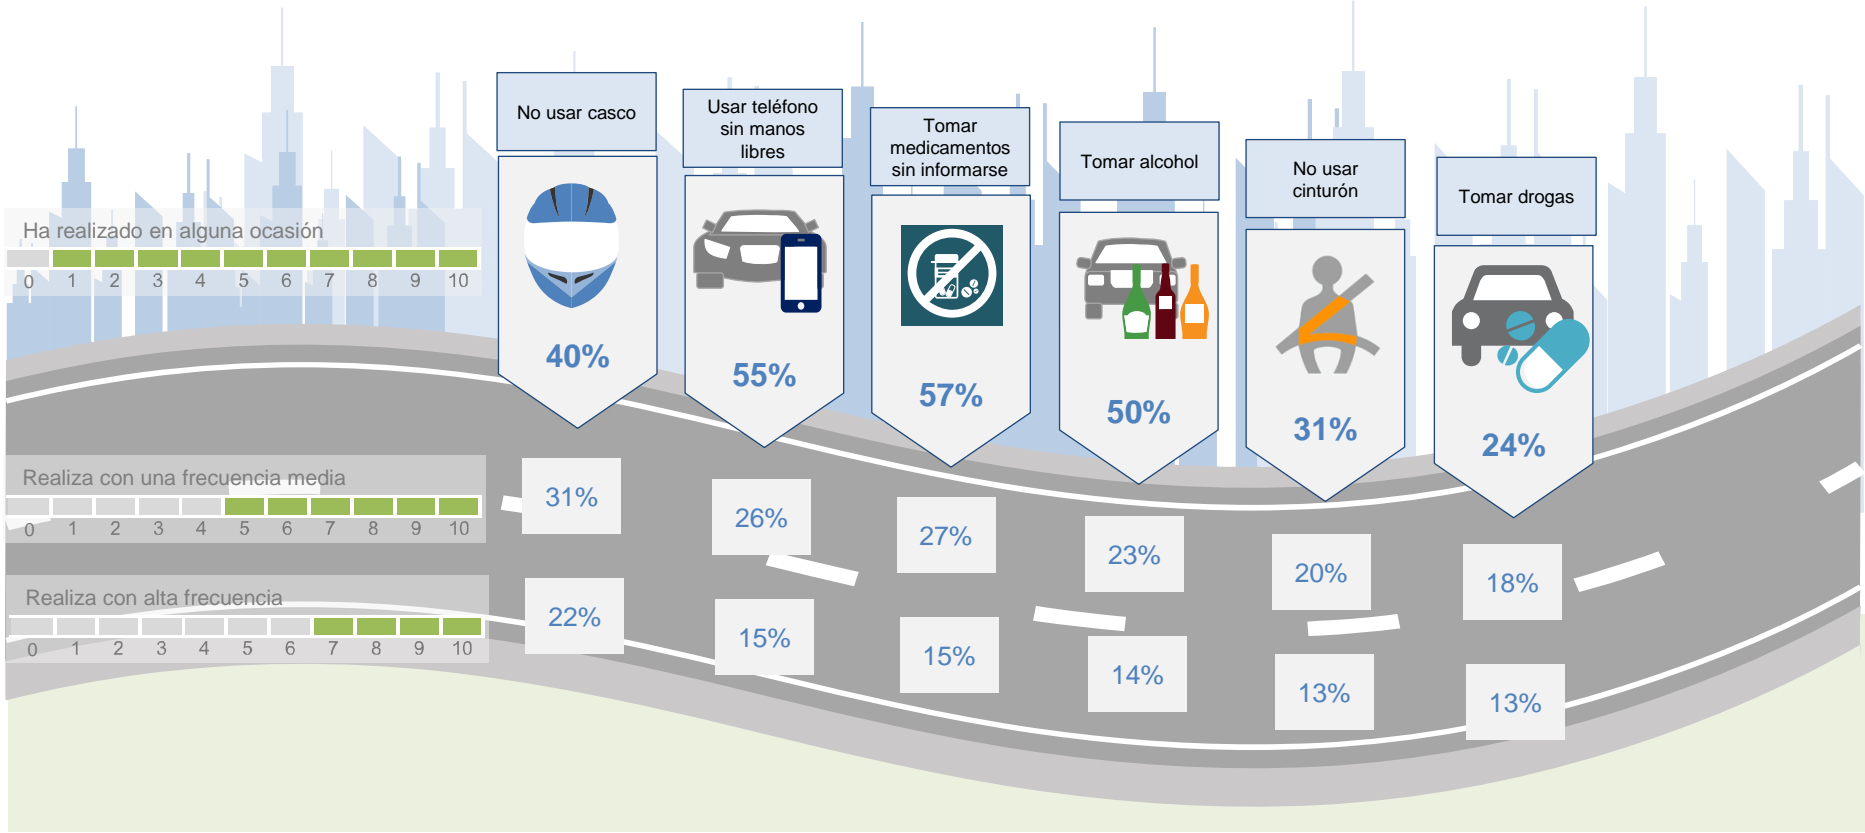 No usar casco
Usar teléfono
sin manos
libres
Tomar
medicamentos
sin informarse
Tomar alcohol
No usar
cinturón
Tomar drogas
Ha realizado en alguna ocasión
0 1 2 3 4 5 6 7 8 9 10
40%
55%
57%
50%
31%
24%
Realiza con una frecuencia media
0 1 2 3 4 5 6 7 8 9 10
31%
26%
27%
23%
20%
18%
Realiza con alta frecuencia
0 1 2 3 4 5 6 7 8 9 10
22%
15%
15%
14%
13%
13%